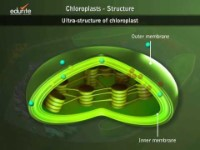 edurite
Chloroplasts - Structure
Ultra-structure of chloroplast
Outer membrane
Inner membrane